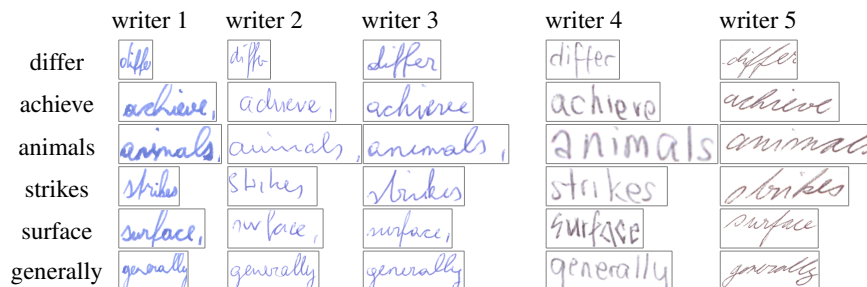 writer 1 writer 2 writer 3 writer 4 writer 5
differ differ differ differ differ differ
achieve achieve, achieve, achieve achieve achieve
animals animals, animals, animals, animals animals
strikes strikes strikes strikes strikes strikes
surface surface, surface, surface, surface surface
generally generally generally generally generally generally